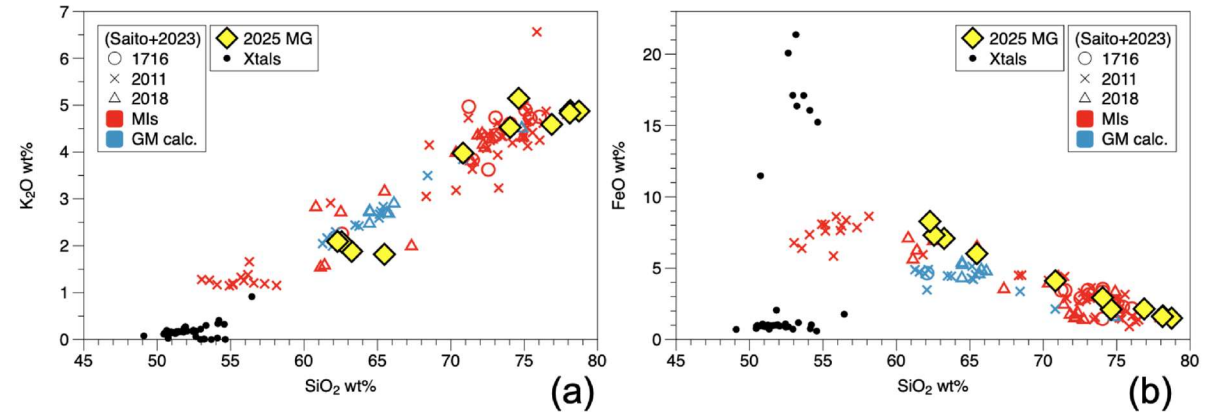 7
6
5
4
3
2
1
0
K₂O wt%
(Saito+2023)
1716
2011
2018
MIs
GM calc.
2025 MG
Xtals
45
50
55
60
65
70
75
80
SiO₂ wt%
(a)
20
15
10
5
0
FeO wt%
2025 MG
Xtals
(Saito+2023)
1716
2011
2018
MIs
GM calc.
45
50
55
60
65
70
75
80
SiO₂ wt%
(b)